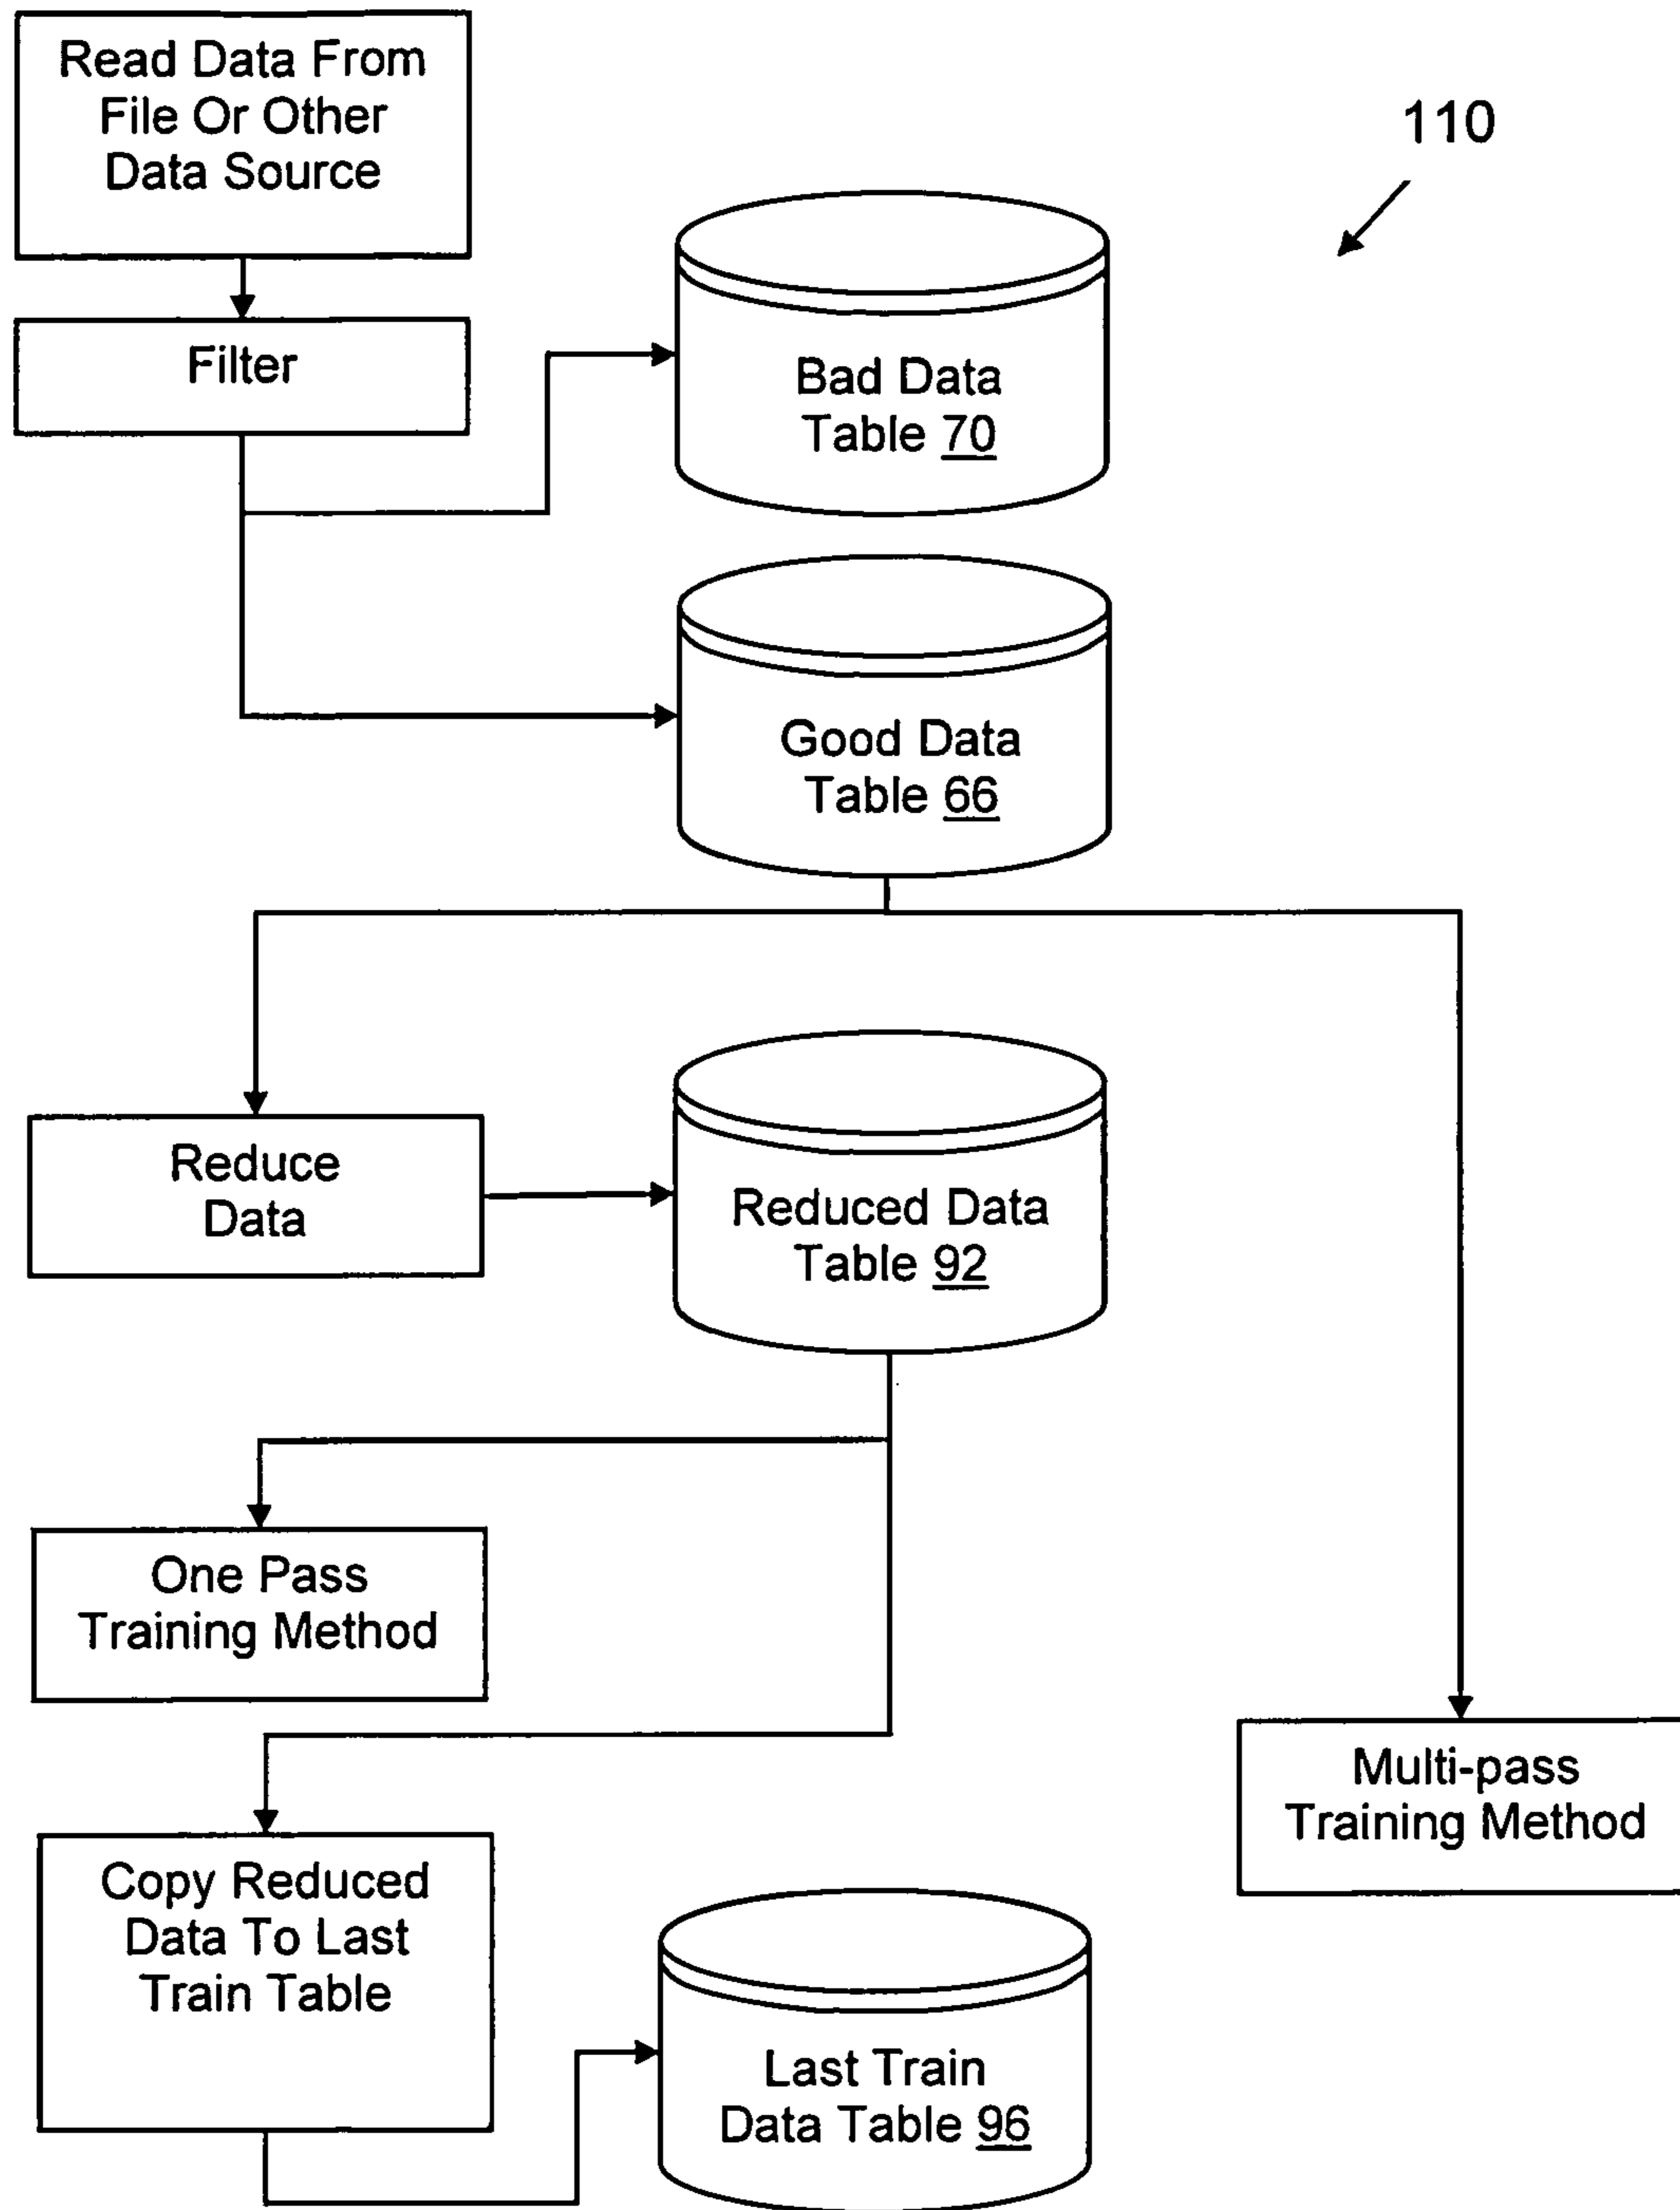 Read Data From
File Or Other
Data Source
110
Filter
Bad Data
Table 70
Good Data
Table 66
Reduce
Data
Reduced Data
Table 92
One Pass
Training Method
Multi-pass
Training Method
Copy Reduced
Data To Last
Train Table
Last Train
Data Table 96